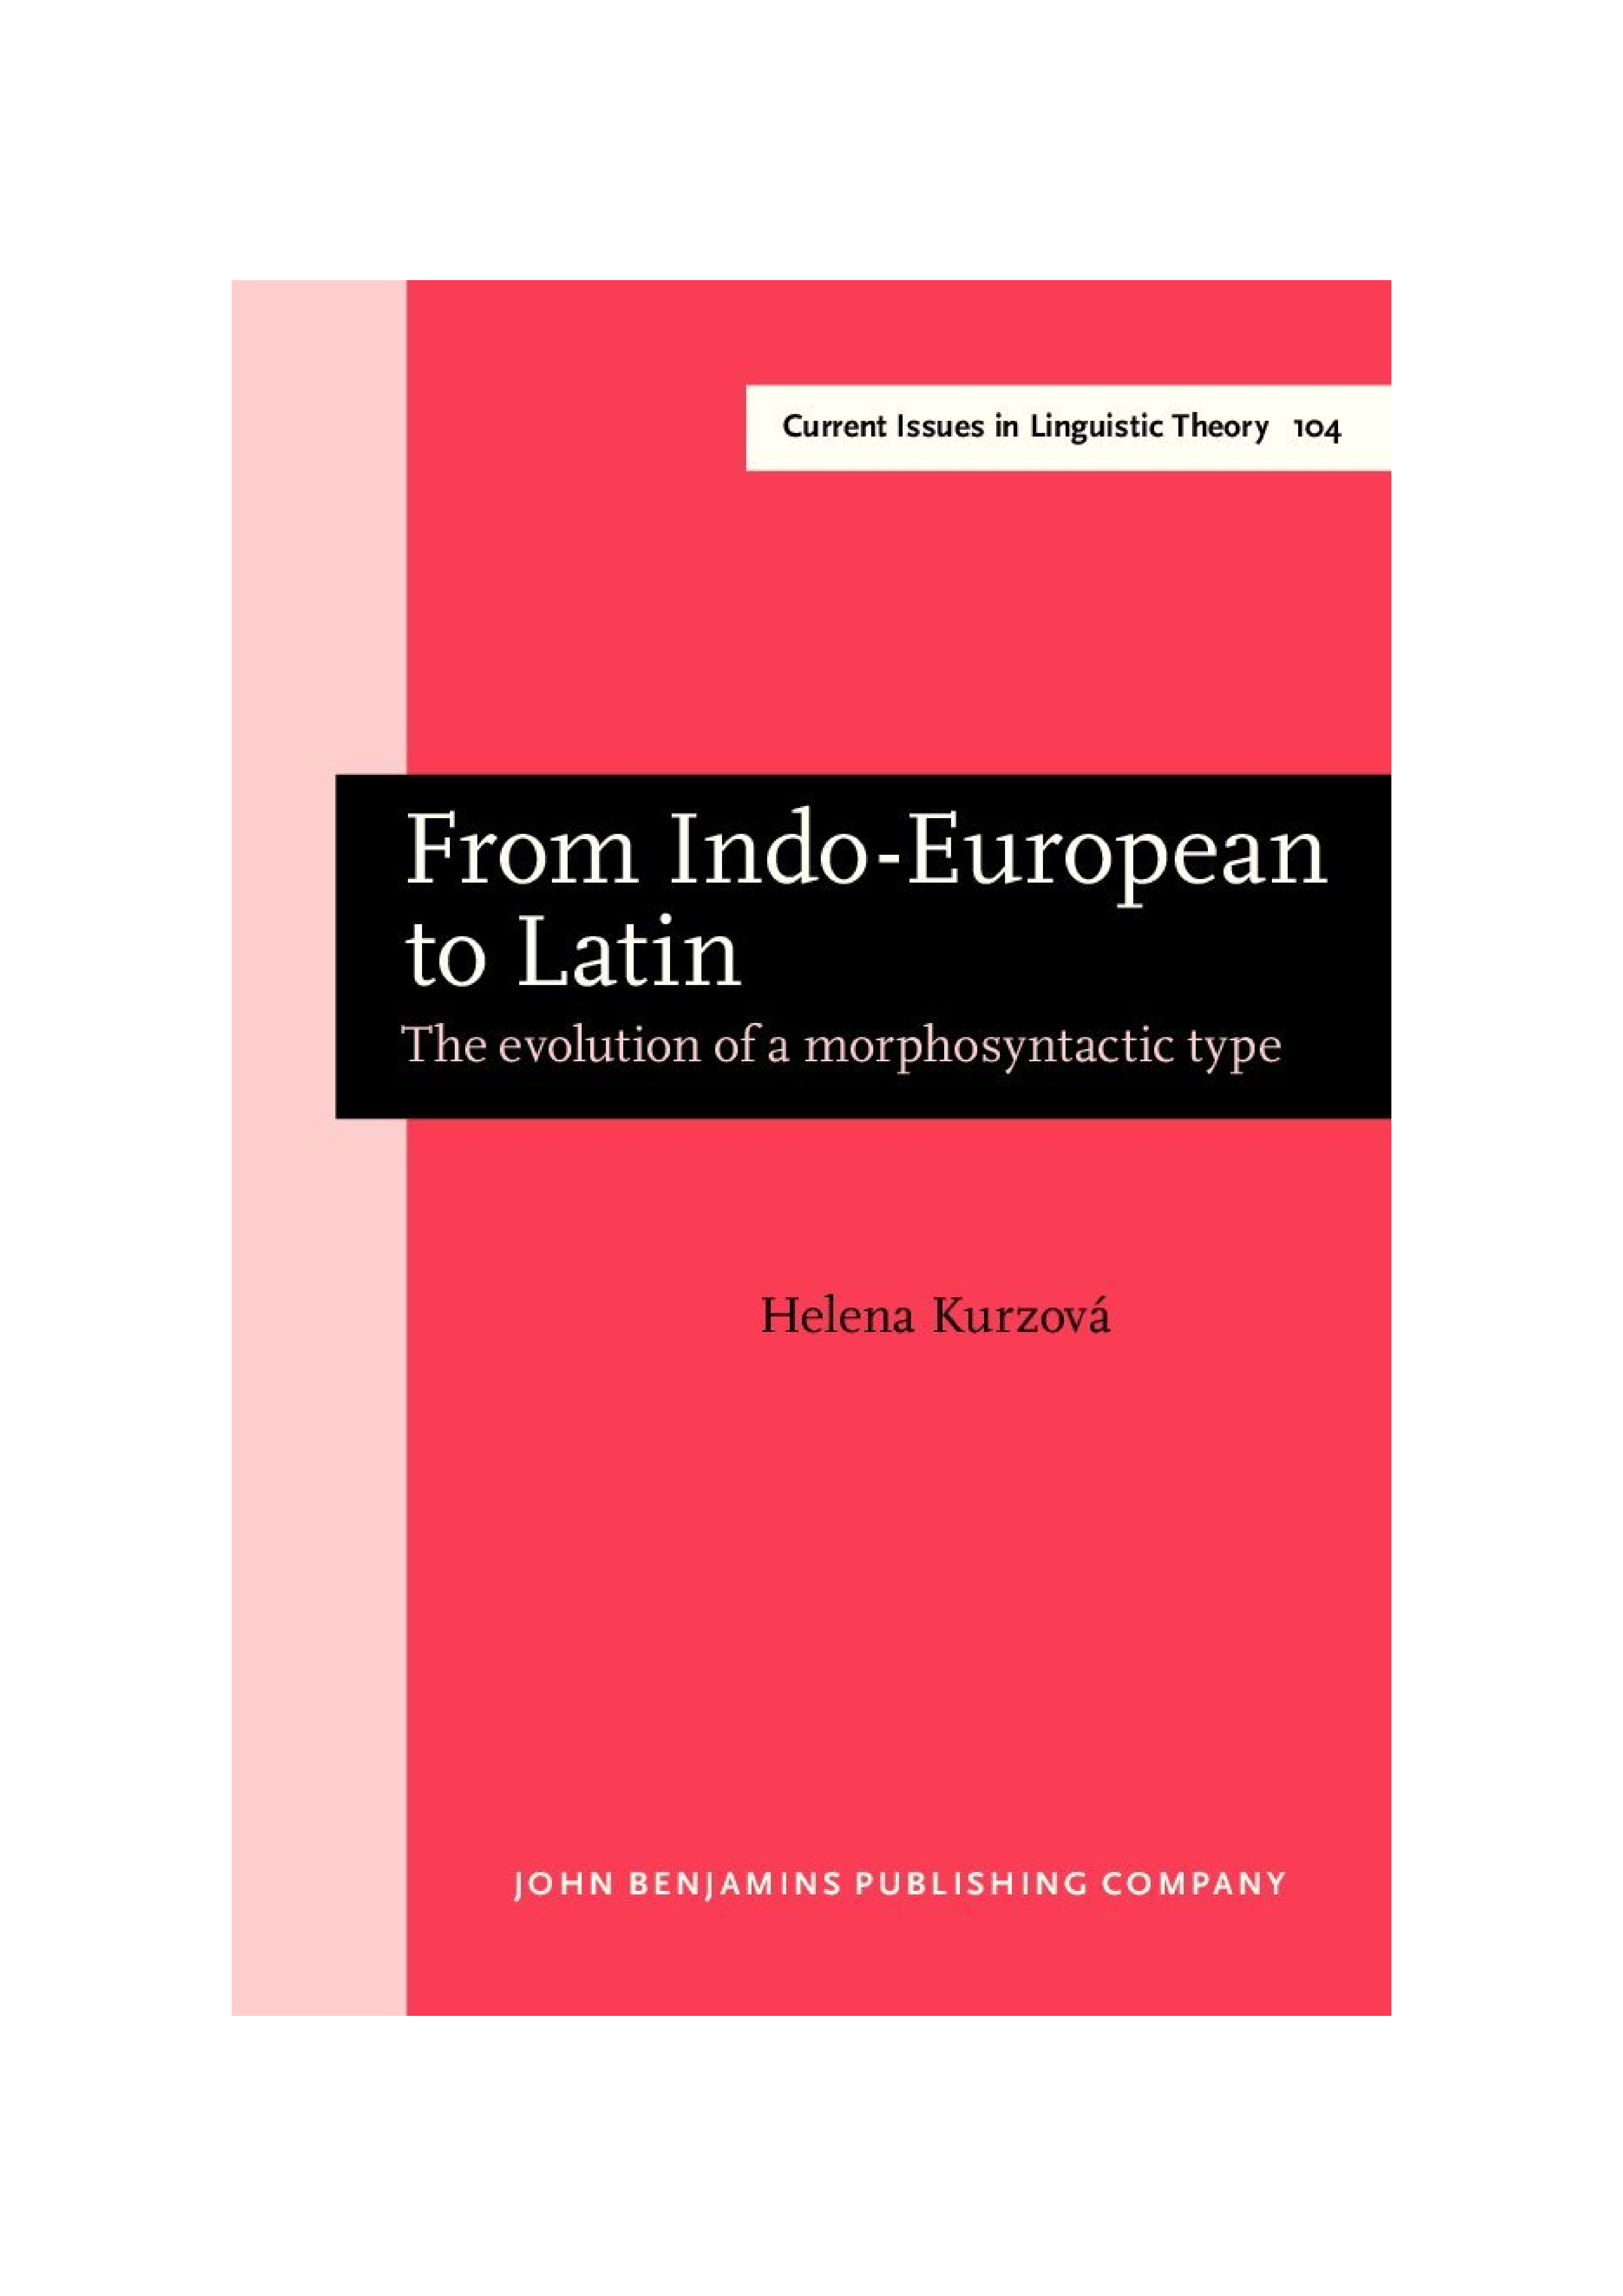 Current Issues in Linguistic Theory 104
From Indo-European
to Latin
The evolution of a morphosyntactic type
Helena Kurzová
JOHN BENJAMINS PUBLISHING COMPANY